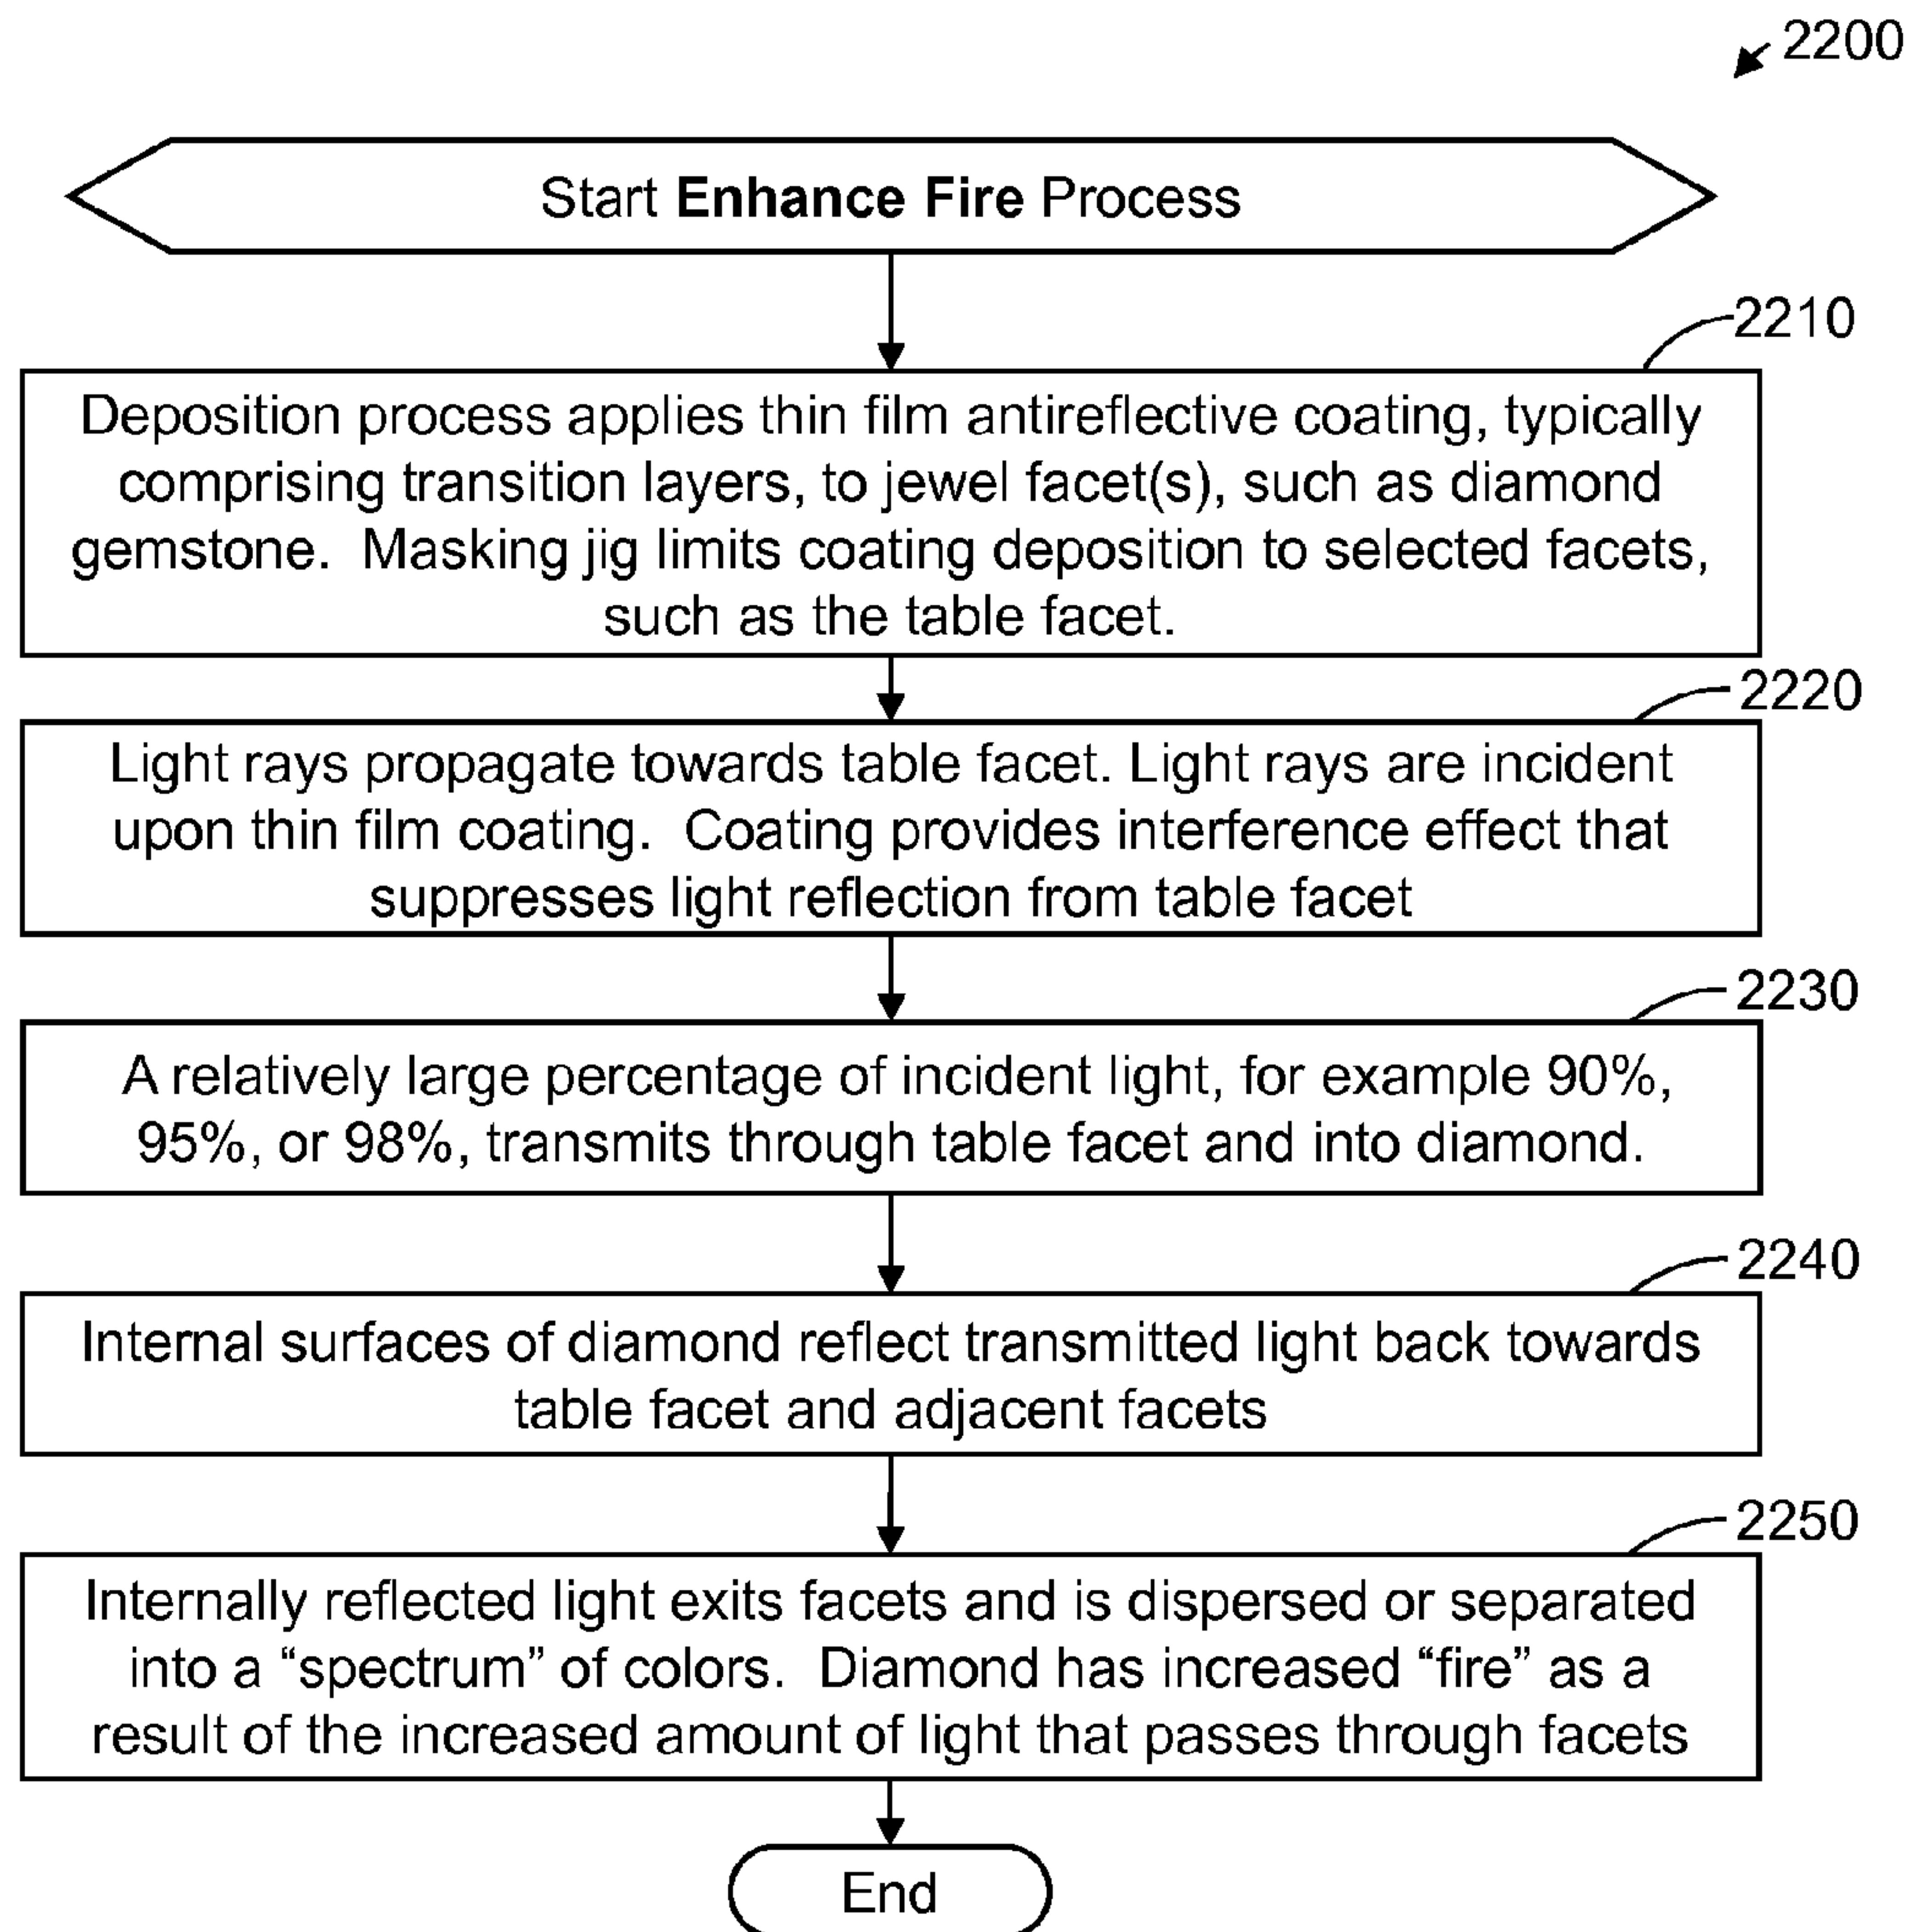 2200
Start Enhance Fire Process
2210
Deposition process applies thin film antireflective coating, typically
comprising transition layers, to jewel facet(s), such as diamond
gemstone.  Masking jig limits coating deposition to selected facets,
such as the table facet.
2220
Light rays propagate towards table facet. Light rays are incident
upon thin film coating.  Coating provides interference effect that
suppresses light reflection from table facet
2230
A relatively large percentage of incident light, for example 90%,
95%, or 98%, transmits through table facet and into diamond.
2240
Internal surfaces of diamond reflect transmitted light back towards
table facet and adjacent facets
2250
Internally reflected light exits facets and is dispersed or separated
into a “spectrum” of colors.  Diamond has increased “fire” as a
result of the increased amount of light that passes through facets
End